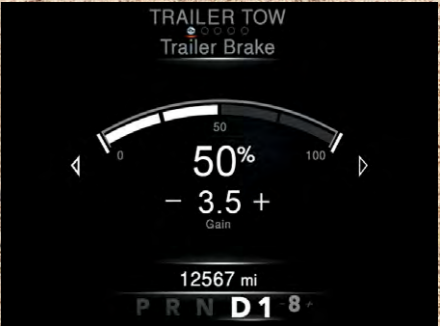 TRAILER TOW
Trailer Brake
50
0 100
50%
− 3.5 +
Gain
12567 mi
P R N D 1 - 8 +